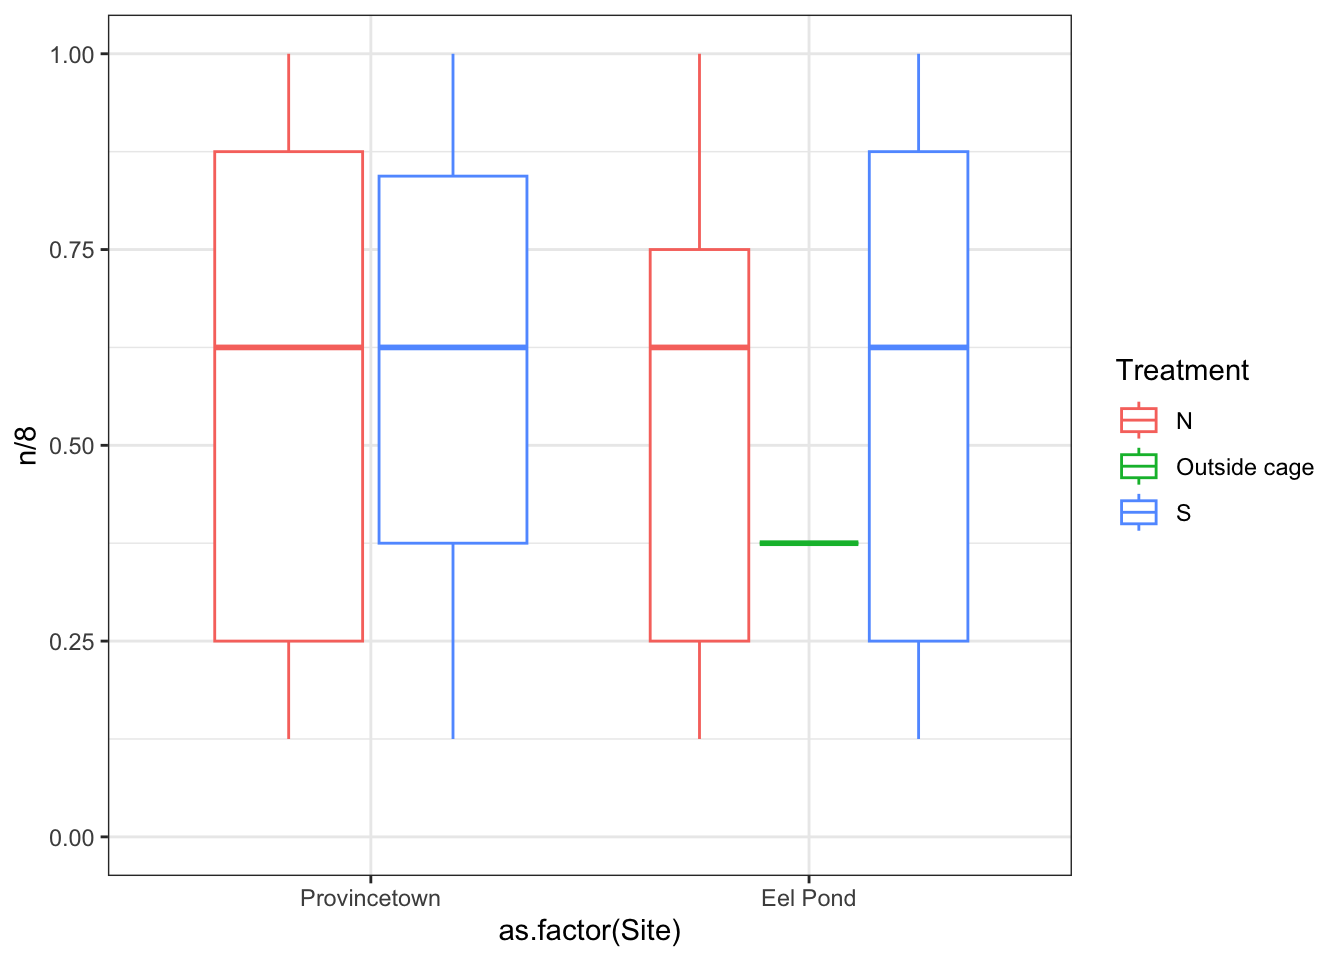 1.00
0.75
0.50
0.25
0.00
n/8
Provincetown
Eel Pond
as.factor(Site)
Treatment
N
Outside cage
S